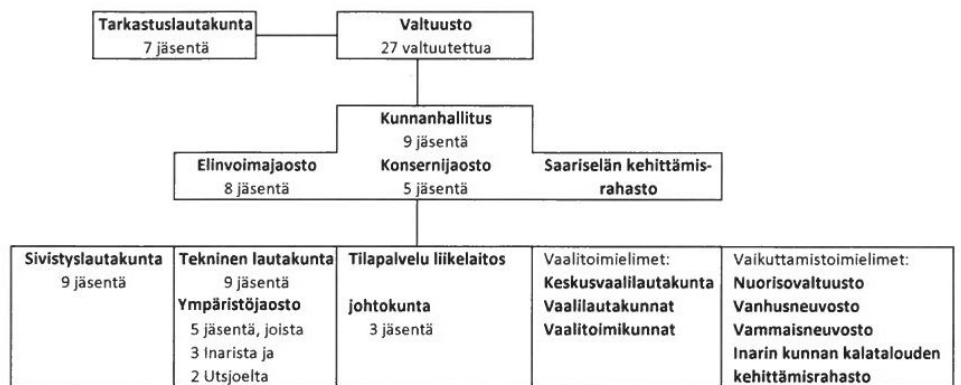 Tarkastuslautakunta
7 jäsentä
Valtuusto
27 valtuutettua
Kunnanhallitus
9 jäsentä
Elinvoimajaosto
8 jäsentä
Konsernijaosto
5 jäsentä
Saariselän kehittämis-
rahasto
Sivistyslautakunta
9 jäsentä
Tekninen lautakunta
9 jäsentä
Ympäristöjaosto
5 jäsentä, joista
3 Inarista ja
2 Utsjoelta
Tilapalvelu liikelaitos
johtokunta
3 jäsentä
Vaalitoimielimet:
Keskusvaalilautakunta
Vaalilautakunnat
Vaalitoimikunnat
Vaikuttamistoimielimet:
Nuorisovaltuusto
Vanhusneuvosto
Vammaisneuvosto
Inarin kunnan kalatalouden
kehittämisrahasto